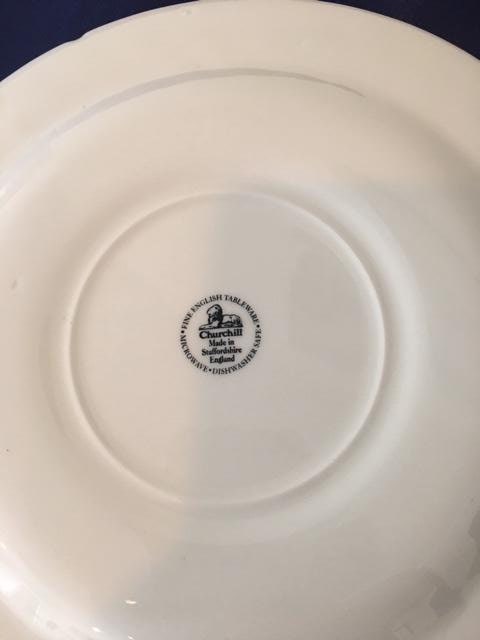 • FINE ENGLISH TABLEWARE •
Churchill
Made in
Staffordshire
England
MICROWAVE • DISHWASHER SAFE